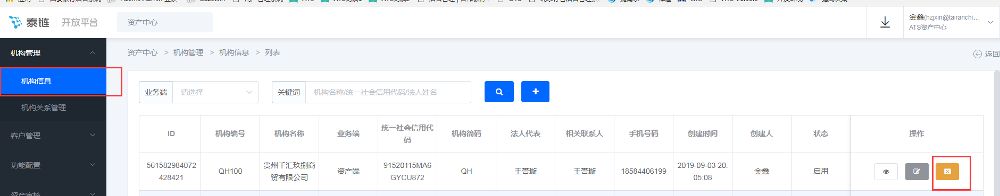 泰链 开放平台
资产中心
金鑫(hzjxin@tairanchi...
ATS资产中心
机构管理
机构信息
机构关系管理
客户管理
功能配置
资产中心 > 机构管理 > 机构信息 > 列表
返回
业务端 请选择
关键词 机构名称/统一社会信用代码/法人姓名
ID 机构编号 机构名称 业务端 统一社会信用代码 机构简码 法人代表 相关联系人 手机号码 创建时间 创建人 状态 操作
561582984072428421 QH100 贵州千汇玖捌商贸有限公司 资产端 91520115MA6GYCU872 QH 王菩璇 王菩璇 18584406199 2019-09-03 20:05:08 金鑫 启用